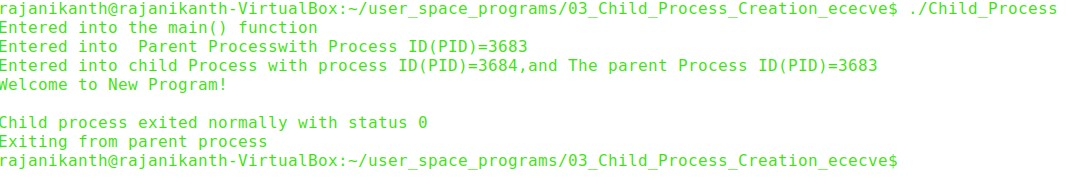 rajanikanth@rajanikanth-VirtualBox:~/user_space_programs/03_Child_Process_Creation_ececve$ ./Child_Process
Entered into the main() function
Entered into  Parent Processwith Process ID(PID)=3683
Entered into child Process with process ID(PID)=3684,and The parent Process ID(PID)=3683
Welcome to New Program!
Child process exited normally with status 0
Exiting from parent process
rajanikanth@rajanikanth-VirtualBox:~/user_space_programs/03_Child_Process_Creation_ececve$